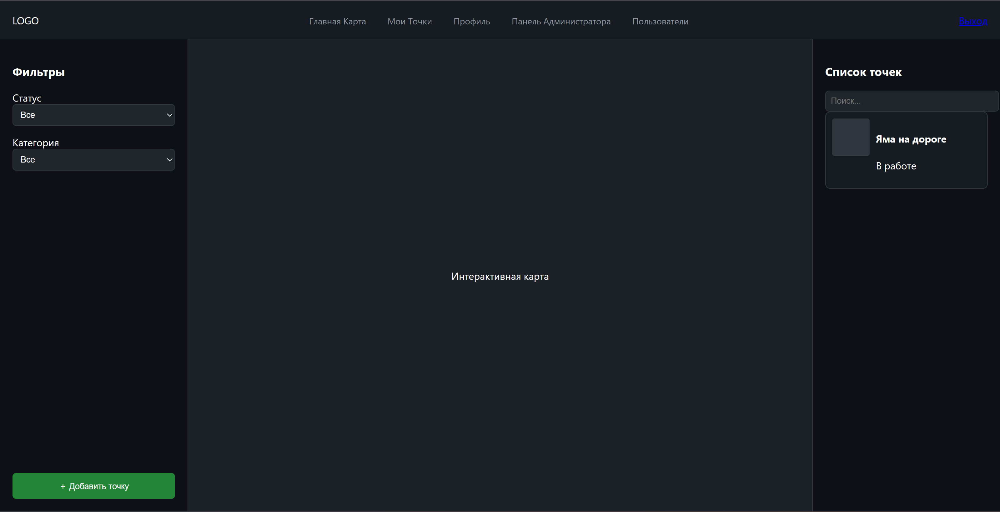 LOGO
Главная Карта
Мои Точки
Профиль
Панель Администратора
Пользователи
Выход
Фильтры
Статус
Все
Категория
Все
+ Добавить точку
Интерактивная карта
Список точек
Поиск...
Яма на дороге
В работе